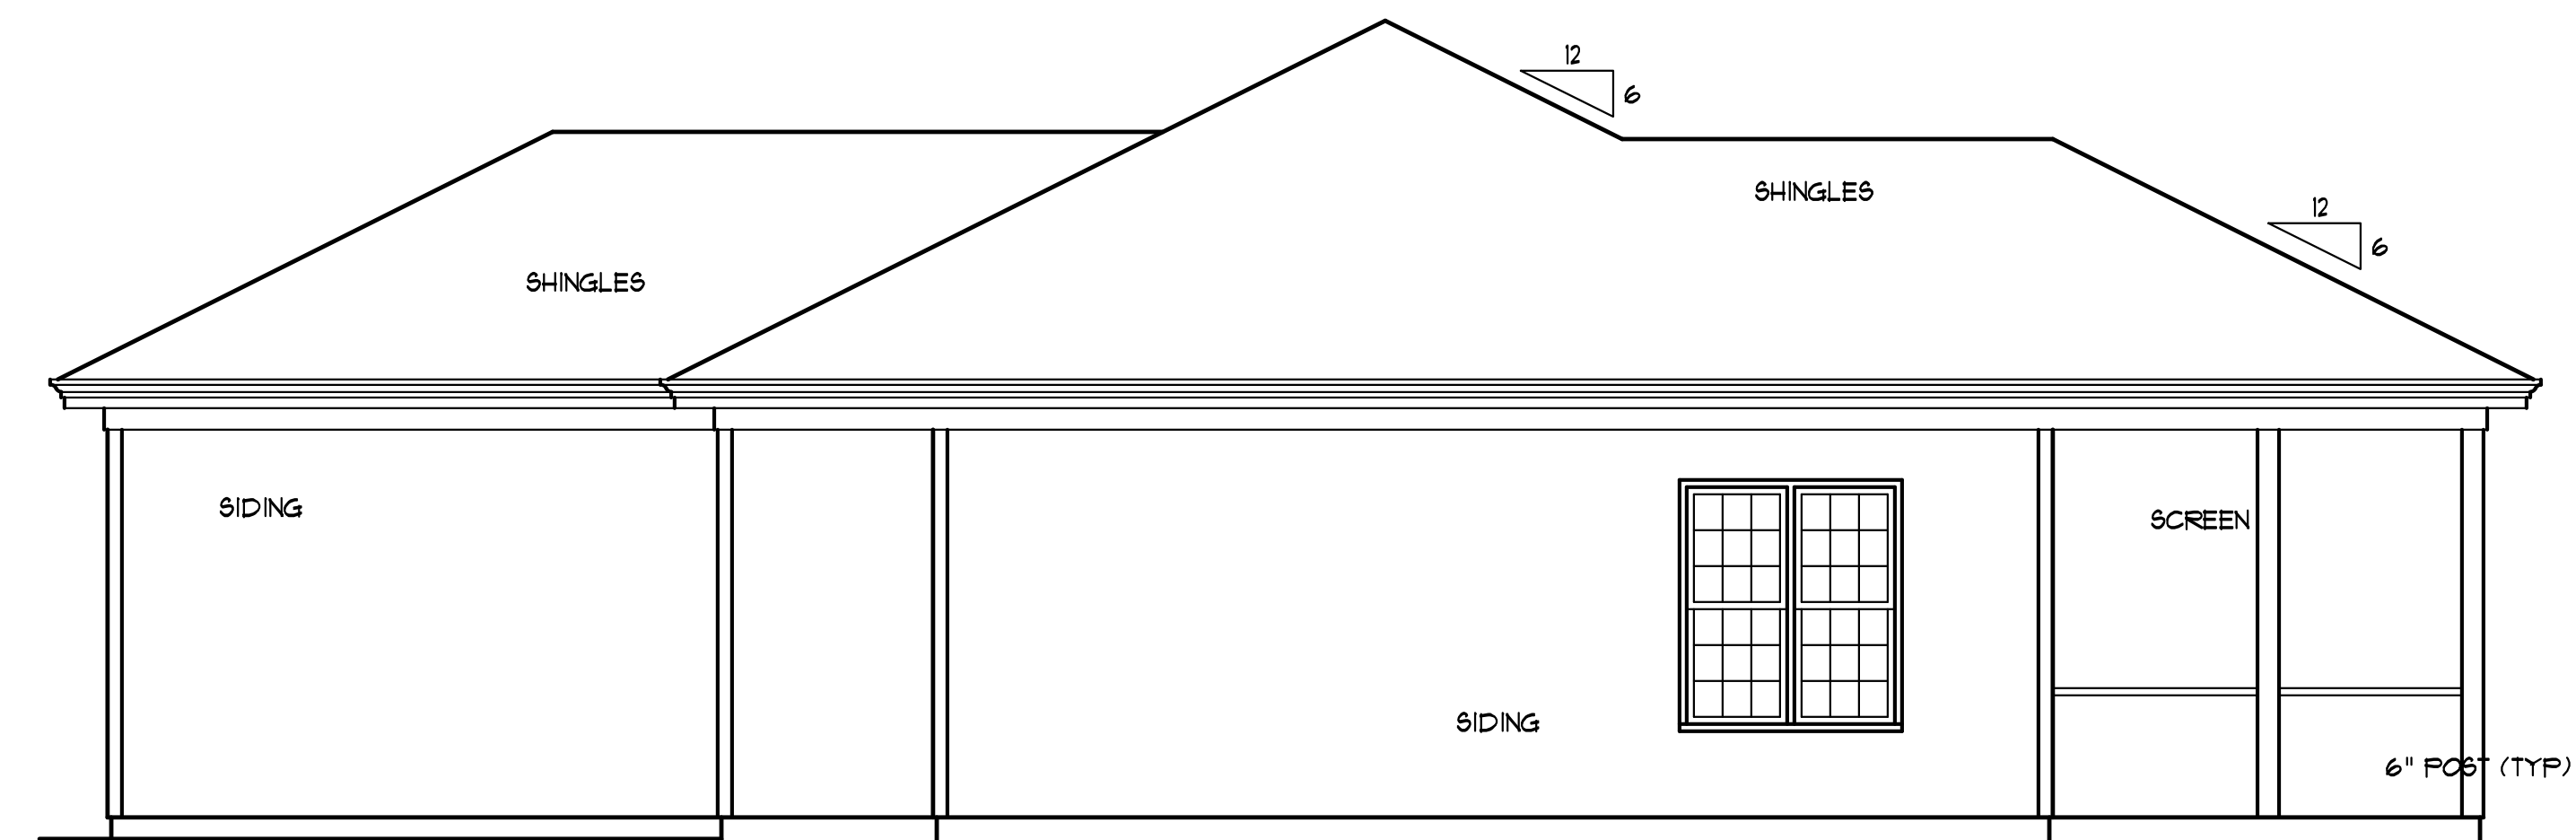 12
6
SHINGLES
12
6
SHINGLES
SIDING
SCREEN
SIDING
6" POST (TYP)